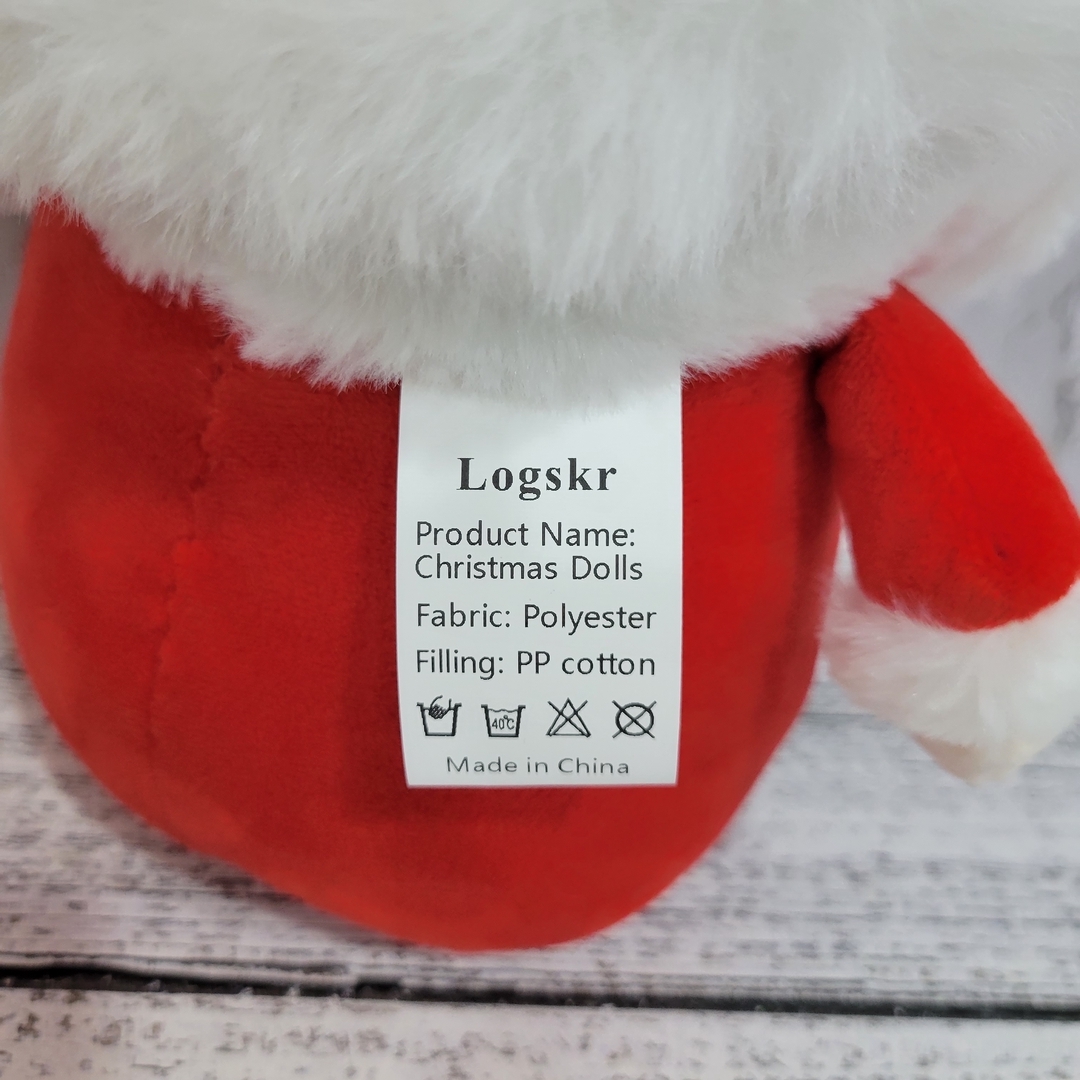 Logskr
Product Name:
Christmas Dolls
Fabric: Polyester
Filling: PP cotton
40℃
Made in China